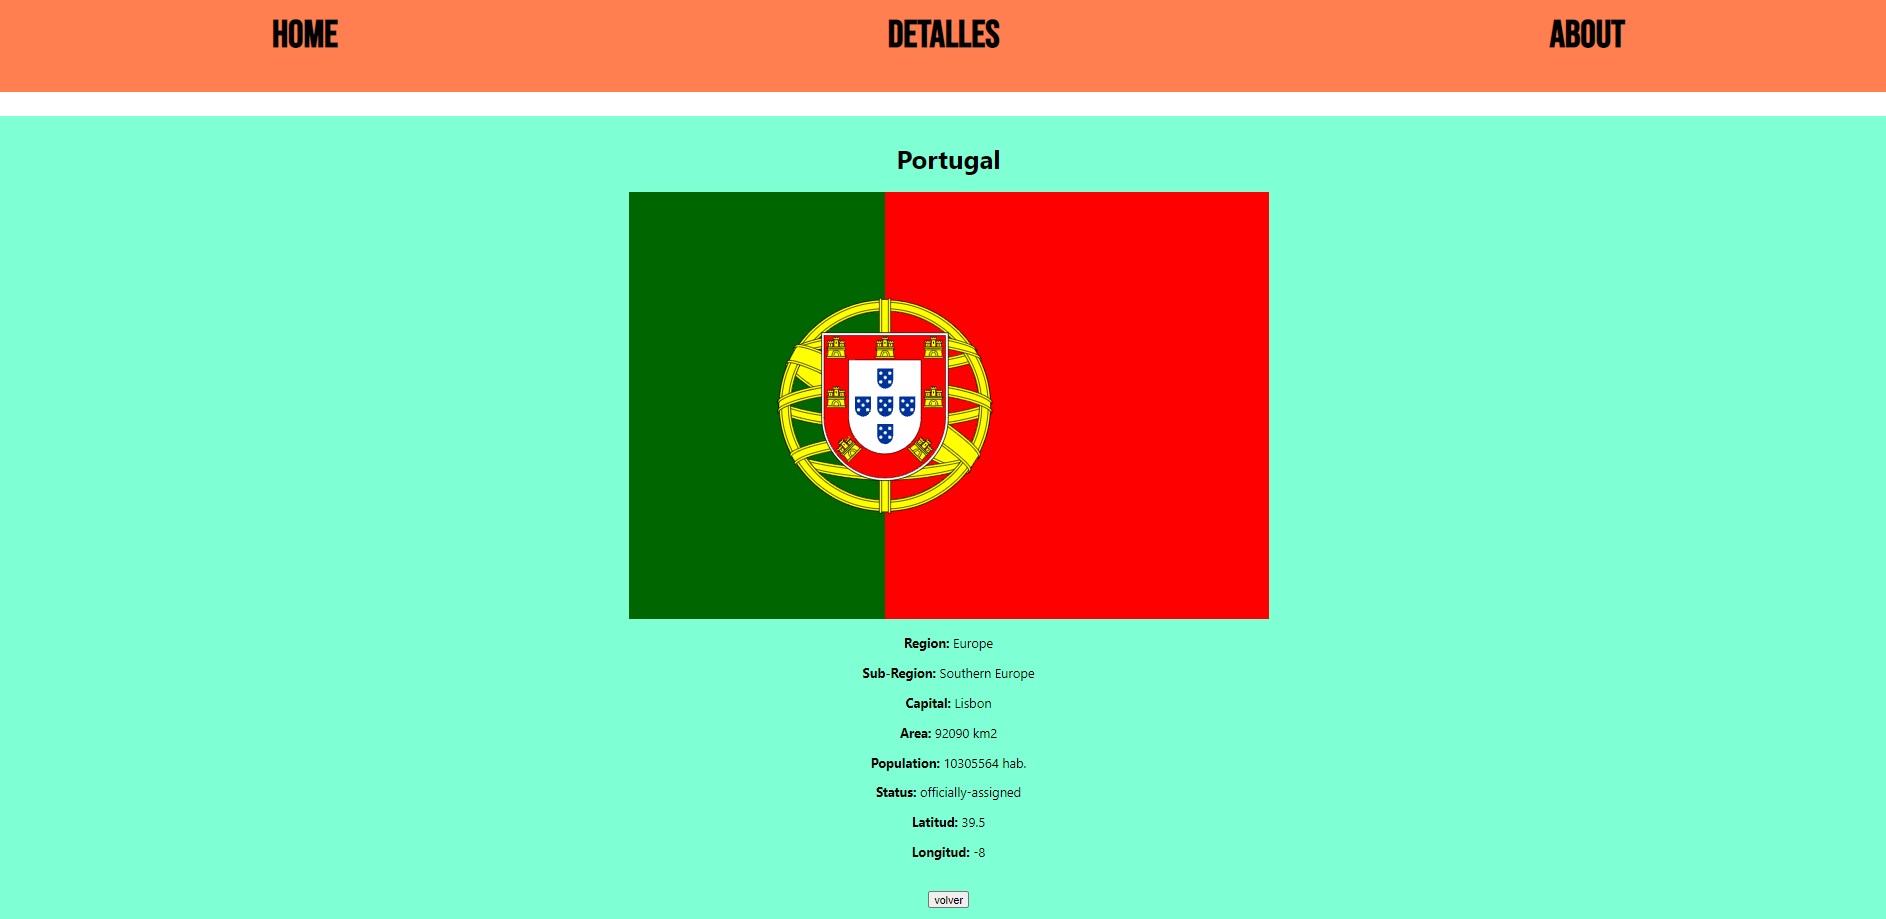 HOME DETALLES ABOUT
Portugal
Region: Europe
Sub-Region: Southern Europe
Capital: Lisbon
Area: 92090 km2
Population: 10305564 hab.
Status: officially-assigned
Latitud: 39.5
Longitud: -8
volver